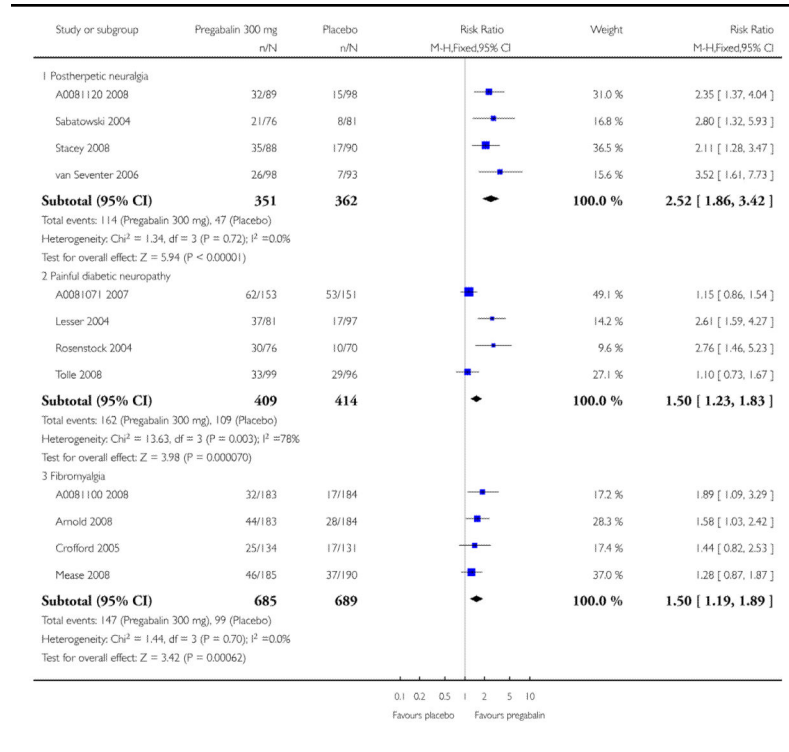 Study or subgroup Pregabalin 300 mg Placebo Risk Ratio Weight Risk Ratio
n/N n/N M-H,Fixed,95% CI M-H,Fixed,95% CI
1 Postherpetic neuralgia
A0081120 2008 32/89 15/98 31.0 % 2.35 [ 1.37, 4.04 ]
Sabatowski 2004 21/76 8/81 16.8 % 2.80 [ 1.32, 5.93 ]
Stacey 2008 35/88 17/90 36.5 % 2.11 [ 1.28, 3.47 ]
van Seventer 2006 26/98 7/93 15.6 % 3.52 [ 1.61, 7.73 ]
Subtotal (95% CI) 351 362 100.0 % 2.52 [ 1.86, 3.42 ]
Total events: 114 (Pregabalin 300 mg), 47 (Placebo)
Heterogeneity: Chi² = 1.34, df = 3 (P = 0.72); I² =0.0%
Test for overall effect: Z = 5.94 (P < 0.00001)
2 Painful diabetic neuropathy
A0081071 2007 62/153 53/151 49.1 % 1.15 [ 0.86, 1.54 ]
Lesser 2004 37/81 17/97 14.2 % 2.61 [ 1.59, 4.27 ]
Rosenstock 2004 30/76 10/70 9.6 % 2.76 [ 1.46, 5.23 ]
Tolle 2008 33/99 29/96 27.1 % 1.10 [ 0.73, 1.67 ]
Subtotal (95% CI) 409 414 100.0 % 1.50 [ 1.23, 1.83 ]
Total events: 162 (Pregabalin 300 mg), 109 (Placebo)
Heterogeneity: Chi² = 13.63, df = 3 (P = 0.003); I² =78%
Test for overall effect: Z = 3.98 (P = 0.000070)
3 Fibromyalgia
A0081100 2008 32/183 17/184 17.2 % 1.89 [ 1.09, 3.29 ]
Arnold 2008 44/183 28/184 28.3 % 1.58 [ 1.03, 2.42 ]
Crofford 2005 25/134 17/131 17.4 % 1.44 [ 0.82, 2.53 ]
Mease 2008 46/185 37/190 37.0 % 1.28 [ 0.87, 1.87 ]
Subtotal (95% CI) 685 689 100.0 % 1.50 [ 1.19, 1.89 ]
Total events: 147 (Pregabalin 300 mg), 99 (Placebo)
Heterogeneity: Chi² = 1.44, df = 3 (P = 0.70); I² =0.0%
Test for overall effect: Z = 3.42 (P = 0.00062)
0.1 0.2 0.5 1 2 5 10
Favours placebo Favours pregabalin